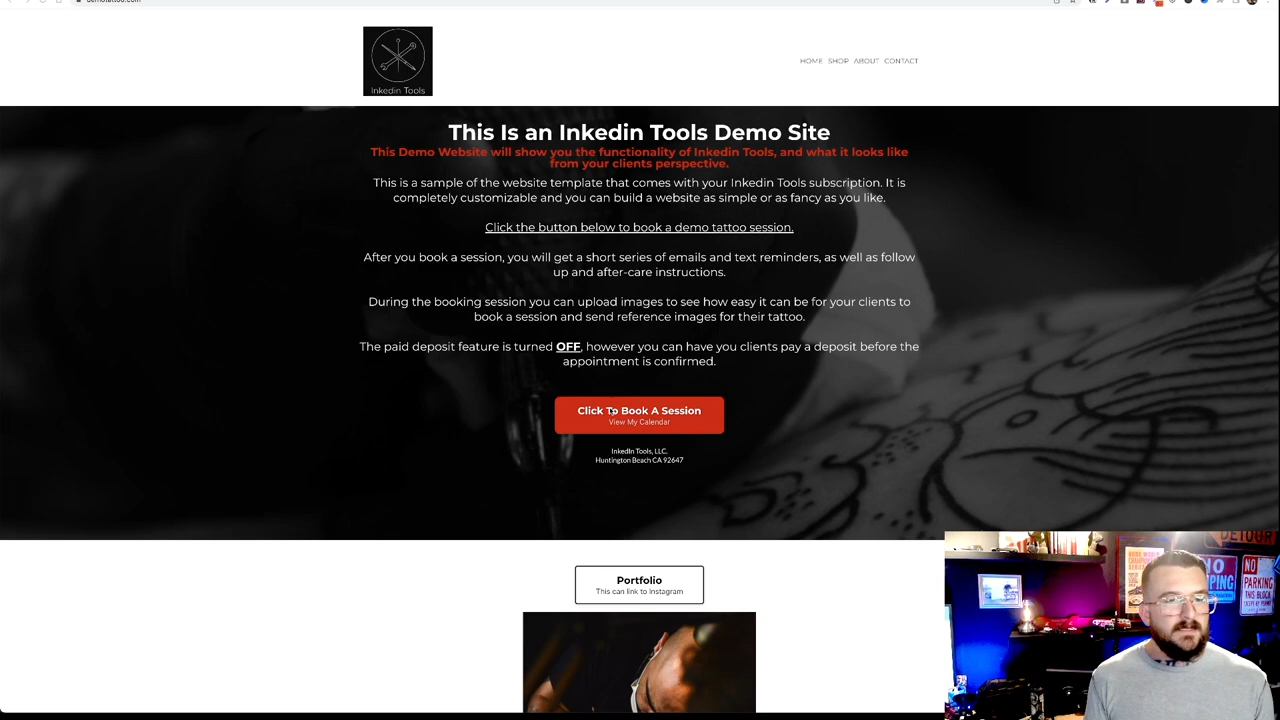 demotattoo.com
Inkedin Tools
HOME SHOP ABOUT CONTACT
This Is an Inkedin Tools Demo Site
This Demo Website will show you the functionality of Inkedin Tools, and what it looks like
from your clients perspective.
This is a sample of the website template that comes with your Inkedin Tools subscription. It is
completely customizable and you can build a website as simple or as fancy as you like.
Click the button below to book a demo tattoo session.
After you book a session, you will get a short series of emails and text reminders, as well as follow
up and after-care instructions.
During the booking session you can upload images to see how easy it can be for your clients to
book a session and send reference images for their tattoo.
The paid deposit feature is turned OFF, however you can have you clients pay a deposit before the
appointment is confirmed.
Click To Book A Session
View My Calendar
InkedIn Tools, LLC.
Huntington Beach CA 92647
Portfolio
This can link to Instagram
DETOUR
NO
PARKING
THIS BLOCK